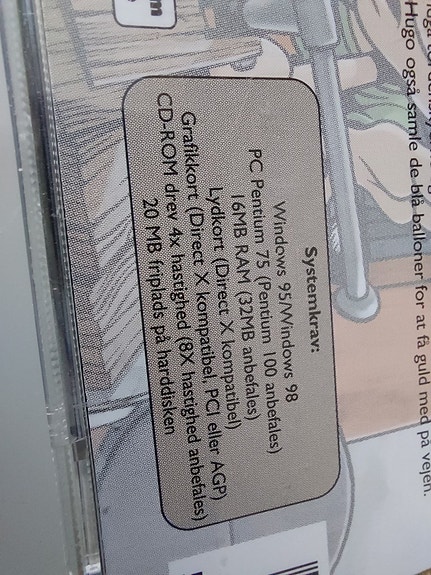 Hugo også samle de blå balloner for at få guld med på vejen.
Systemkrav:
Windows 95/Windows 98
PC Pentium 75 (Pentium 100 anbefales)
16MB RAM (32MB anbefales)
Lydkort (Direct X kompatibel)
Grafikkort (Direct X kompatibel, PCI eller AGP)
CD-ROM drev 4x hastighed (8X hastighed anbefales)
20 MB friplads på harddisken